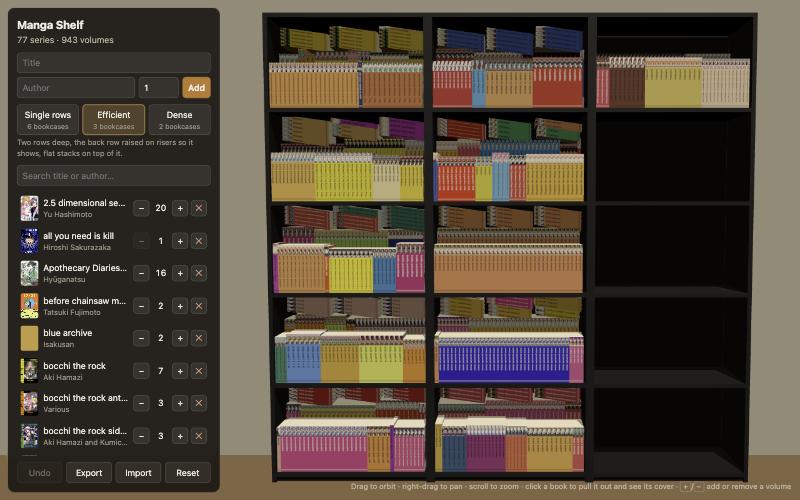 Manga Shelf
77 series · 943 volumes
Title
Author
1
Add
Single rows
6 bookcases
Efficient
3 bookcases
Dense
2 bookcases
Two rows deep, the back row raised on risers so it
shows, flat stacks on top of it.
Search title or author...
2.5 dimensional se...
Yu Hashimoto
− 20 + ×
all you need is kill
Hiroshi Sakurazaka
− 1 + ×
Apothecary Diaries...
Hyūganatsu
− 16 + ×
before chainsaw m...
Tatsuki Fujimoto
− 2 + ×
blue archive
Isakusan
− 2 + ×
bocchi the rock
Aki Hamazi
− 7 + ×
bocchi the rock ant...
Various
− 3 + ×
bocchi the rock sid...
Aki Hamazi and Kumic...
− 3 + ×
Undo
Export
Import
Reset
Drag to orbit · right-drag to pan · scroll to zoom · click a book to pull it out and see its cover · + / − add or remove a volume